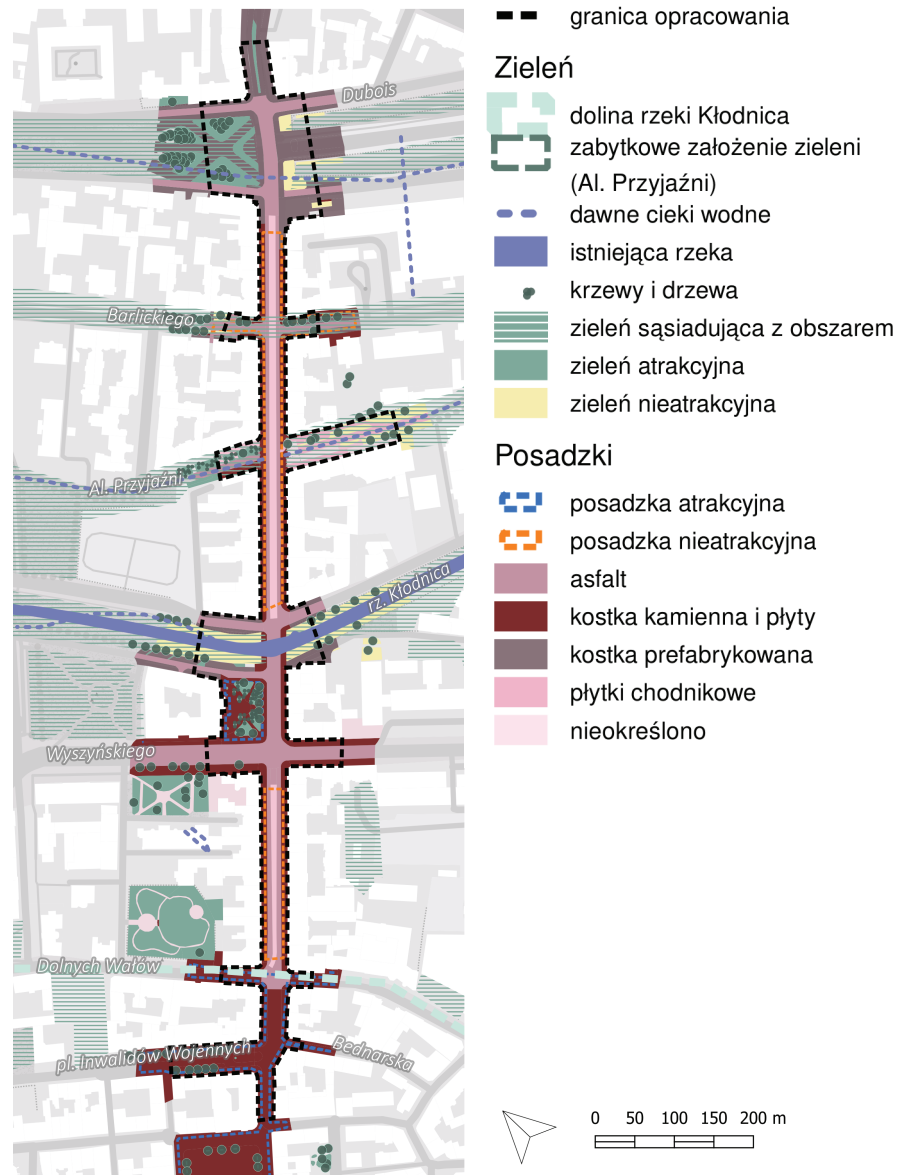 granica opracowania
Zieleń
dolina rzeki Kłodnica
zabytkowe założenie zieleni
(Al. Przyjaźni)
dawne cieki wodne
istniejąca rzeka
krzewy i drzewa
zieleń sąsiadująca z obszarem
zieleń atrakcyjna
zieleń nieatrakcyjna
Posadzki
posadzka atrakcyjna
posadzka nieatrakcyjna
asfalt
kostka kamienna i płyty
kostka prefabrykowana
płytki chodnikowe
nieokreślono
Dubois
Barlickiego
Al. Przyjaźni
rz. Kłodnica
Wyszyńskiego
Dolnych Wałów
pl. Inwalidów Wojennych
Bednarska
0 50 100 150 200 m